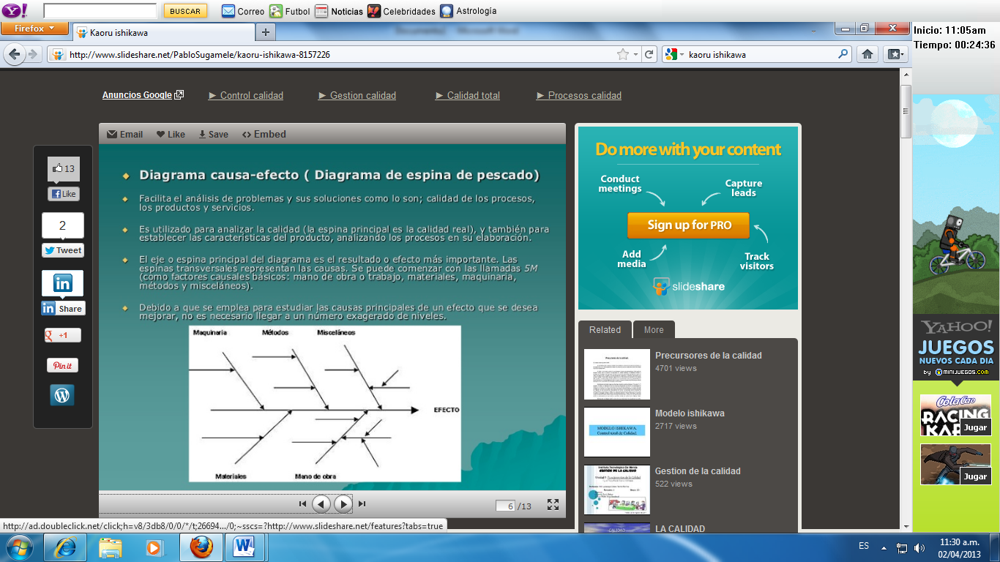 BUSCAR
Correo
Futbol
Noticias
Celebridades
Astrología
Firefox
Kaoru ishikawa
Inicio: 11:05am
Tiempo: 00:24:36
http://www.slideshare.net/PabloSugamele/kaoru-ishikawa-8157226
kaoru ishikawa
Anuncios Google
► Control calidad
► Gestion calidad
► Calidad total
► Procesos calidad
Email
Like
Save
Embed
13
Like
2
Tweet
Share
+1
Pin it
Diagrama causa-efecto ( Diagrama de espina de pescado)
Facilita el análisis de problemas y sus soluciones como lo son; calidad de los procesos,
los productos y servicios.
Es utilizado para analizar la calidad (la espina principal es la calidad real), y también para
establecer las características del producto, analizando los procesos en su elaboración.
El eje o espina principal del diagrama es el resultado o efecto más importante. Las
espinas transversales representan las causas. Se puede comenzar con las llamadas 5M
(como factores causales básicos: mano de obra o trabajo, materiales, maquinaria,
métodos y misceláneos).
Debido a que se emplea para estudiar las causas principales de un efecto que se desea
mejorar, no es necesario llegar a un número exagerado de niveles.
Maquinaria
Métodos
Misceláneos
EFECTO
Materiales
Mano de obra
6 /13
Do more with your content
Conduct
meetings
Capture
leads
Sign up for PRO
Add
media
Track
visitors
slideshare
Related
More
Precursores de la calidad
4701 views
MODELO ISHIKAWA,
Control total de Calidad.
Modelo ishikawa
2717 views
GESTIÓN DE LA CALIDAD
Gestion de la calidad
522 views
LA CALIDAD
YAHOO!
JUEGOS
NUEVOS CADA DIA
by MINIJUEGOS.COM
ColaCao
RACING
Jugar
Jugar
http://ad.doubleclick.net/click;h=v8/3db8/0/0/*/t;26694.../0;~sscs=?http://www.slideshare.net/features?tabs=true
ES
11:30 a.m.
02/04/2013